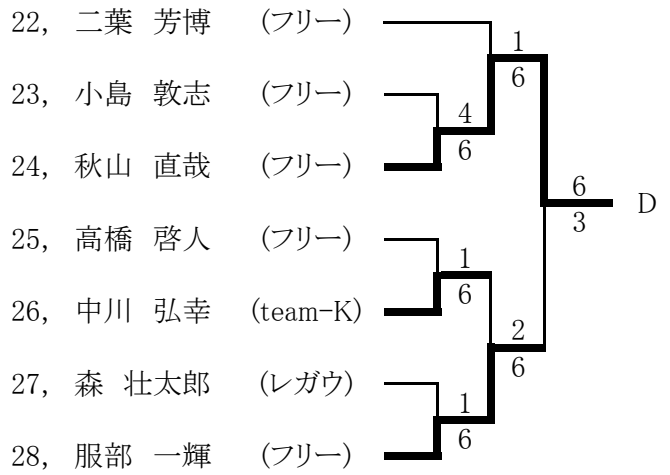 22, 二葉 芳博 (フリー)
1
6
23, 小島 敦志 (フリー)
4
6
24, 秋山 直哉 (フリー)
6
3
D
25, 高橋 啓人 (フリー)
1
6
26, 中川 弘幸 (team-K)
2
6
27, 森 壮太郎 (レガウ)
1
6
28, 服部 一輝 (フリー)